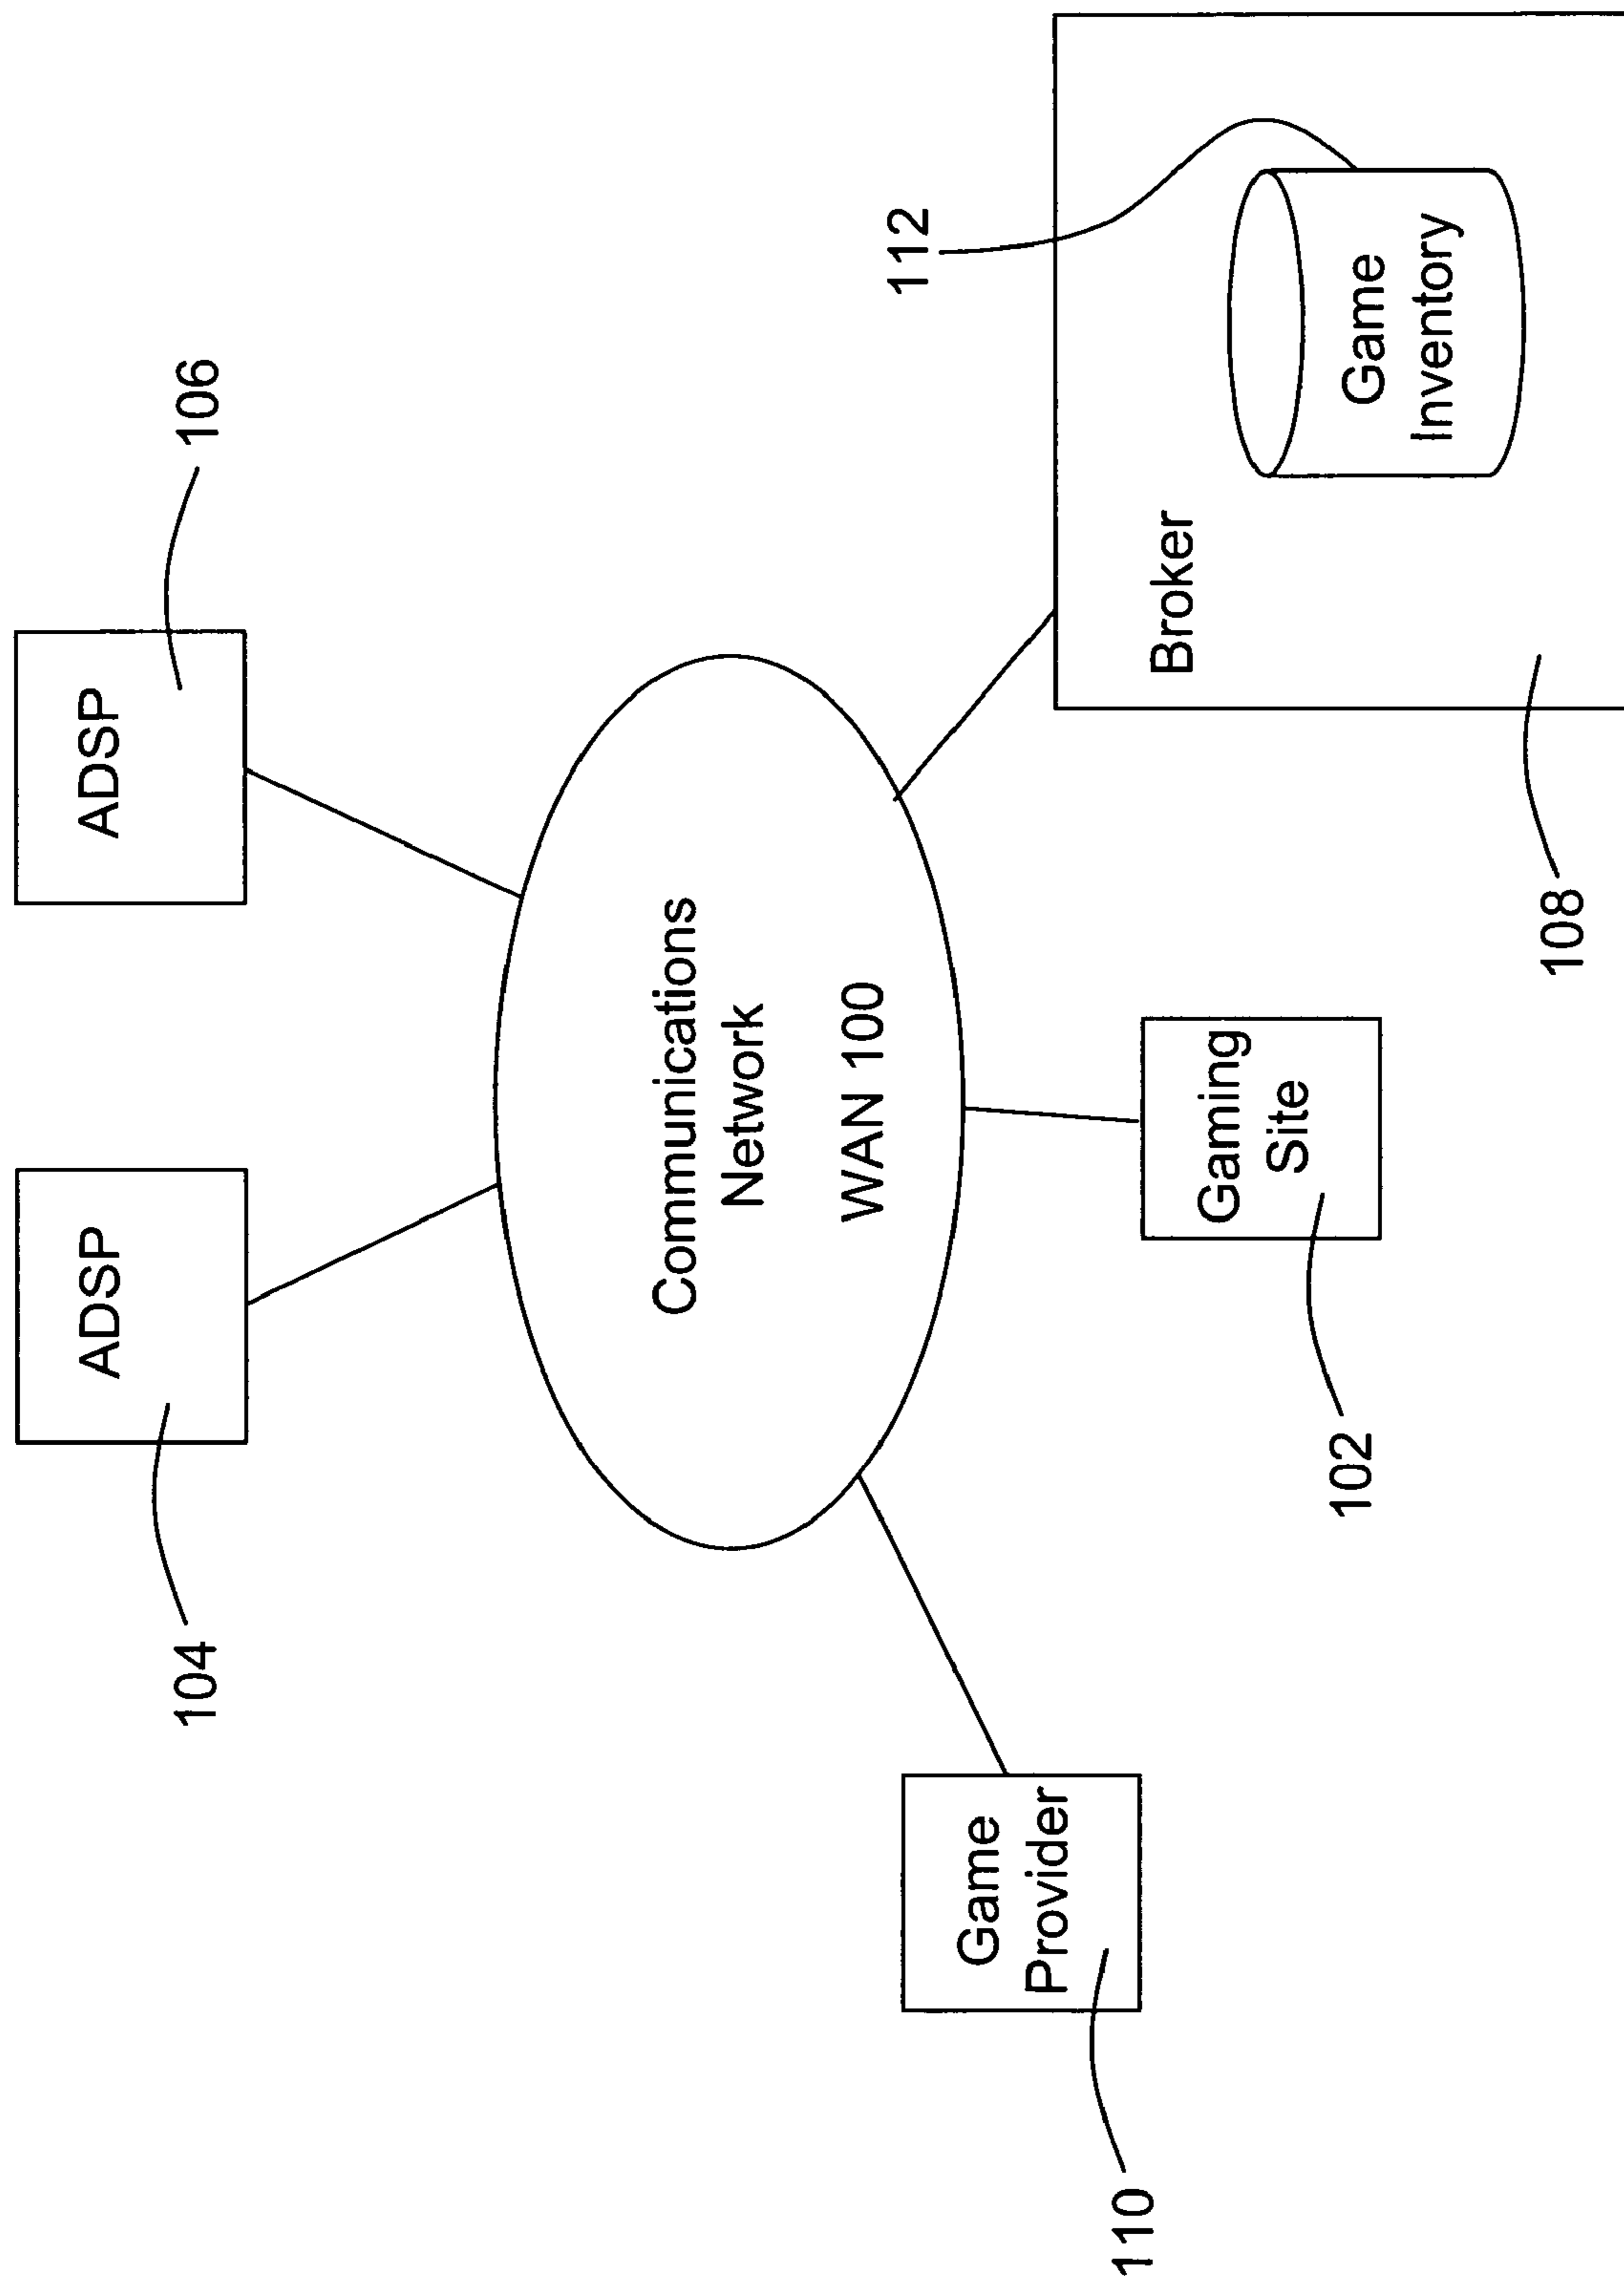 ADSP
ADSP
104
106
Communications
Network
WAN 100
112
Game
Provider
110
Broker
Gaming
Site
102
Game
Inventory
108